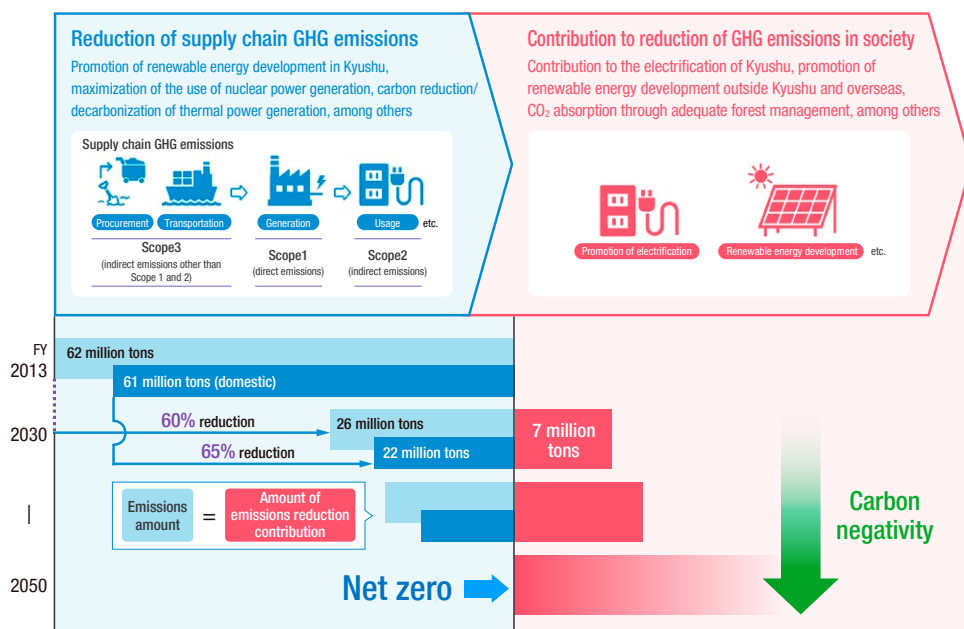 Reduction of supply chain GHG emissions
Promotion of renewable energy development in Kyushu,
maximization of the use of nuclear power generation, carbon reduction/
decarbonization of thermal power generation, among others
Supply chain GHG emissions
Procurement
Transportation
Generation
Usage
etc.
Scope3
(indirect emissions other than
Scope 1 and 2)
Scope1
(direct emissions)
Scope2
(indirect emissions)
Contribution to reduction of GHG emissions in society
Contribution to the electrification of Kyushu, promotion of
renewable energy development outside Kyushu and overseas,
CO₂ absorption through adequate forest management, among others
Promotion of electrification
Renewable energy development
etc.
FY
2013
62 million tons
61 million tons (domestic)
2030
60% reduction
26 million tons
65% reduction
22 million tons
7 million
tons
|
Emissions
amount
=
Amount of
emissions reduction
contribution
Carbon
negativity
2050
Net zero